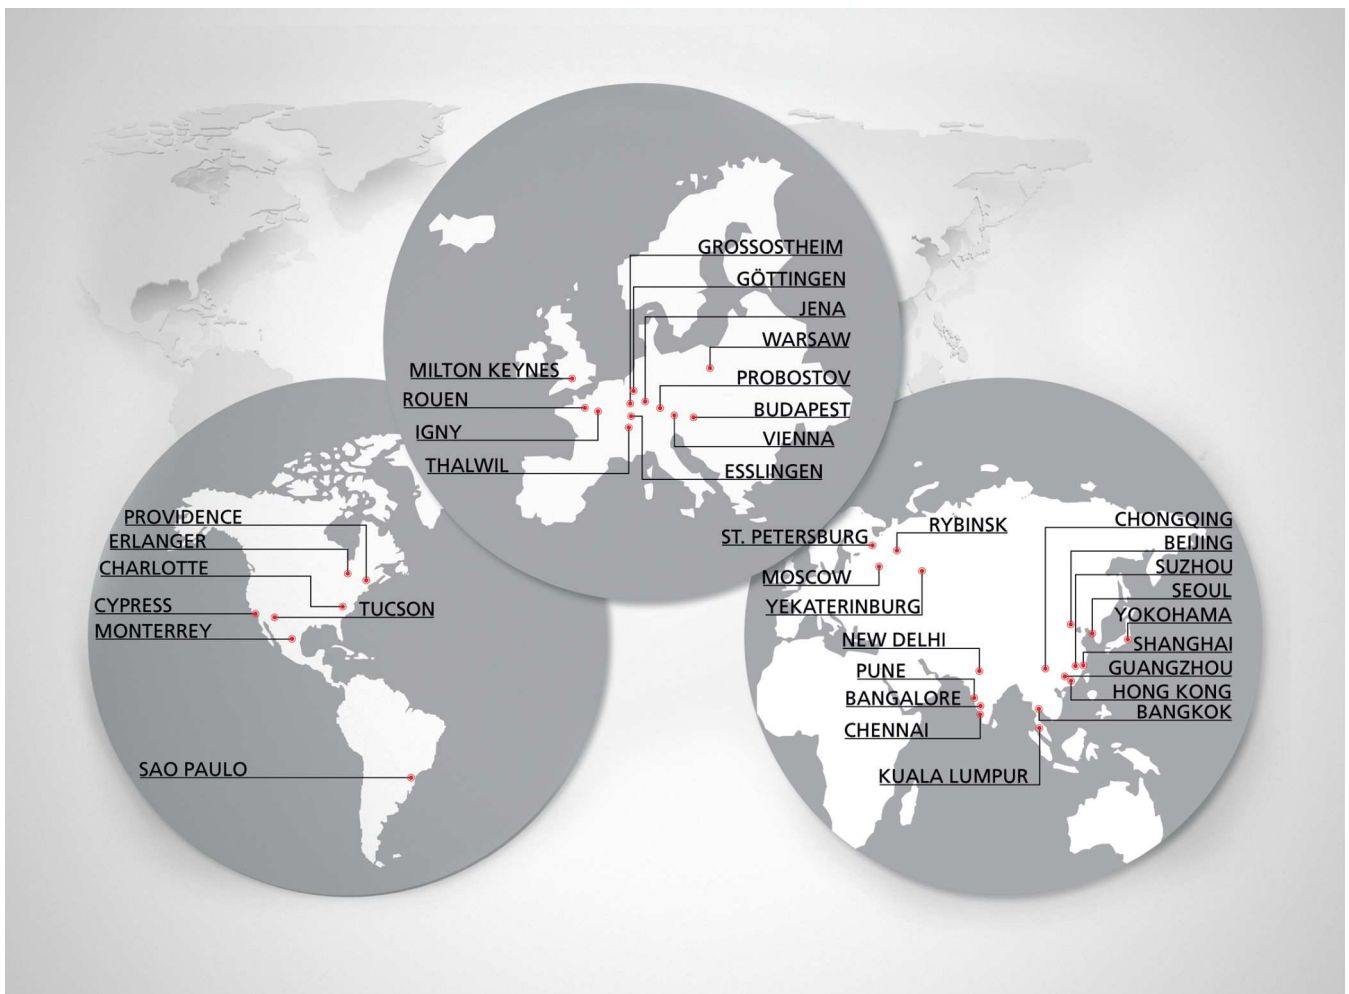 GROSSOSTHEIM
GÖTTINGEN
JENA
WARSAW
MILTON KEYNES
PROBOSTOV
ROUEN
BUDAPEST
IGNY
VIENNA
THALWIL
ESSLINGEN
PROVIDENCE
ERLANGER
CHARLOTTE
CYPRESS
TUCSON
MONTERREY
SAO PAULO
ST. PETERSBURG
RYBINSK
MOSCOW
YEKATERINBURG
NEW DELHI
PUNE
BANGALORE
CHENNAI
KUALA LUMPUR
CHONGQING
BEIJING
SUZHOU
SEOUL
YOKOHAMA
SHANGHAI
GUANGZHOU
HONG KONG
BANGKOK